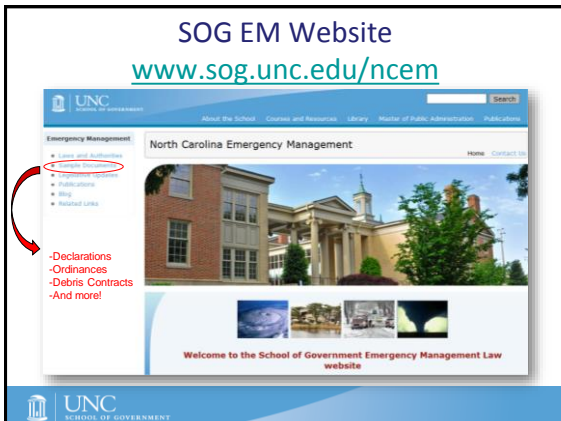 SOG EM Website
www.sog.unc.edu/ncem
UNC
SCHOOL OF GOVERNMENT
Search
About the School Courses and Resources Library Master of Public Administration Publications
Emergency Management
Laws and Authorities
Sample Documents
Legislative Updates
Publications
Blog
Related Links
North Carolina Emergency Management
Home Contact Us
-Declarations
-Ordinances
-Debris Contracts
-And more!
Welcome to the School of Government Emergency Management Law
website
UNC
SCHOOL OF GOVERNMENT